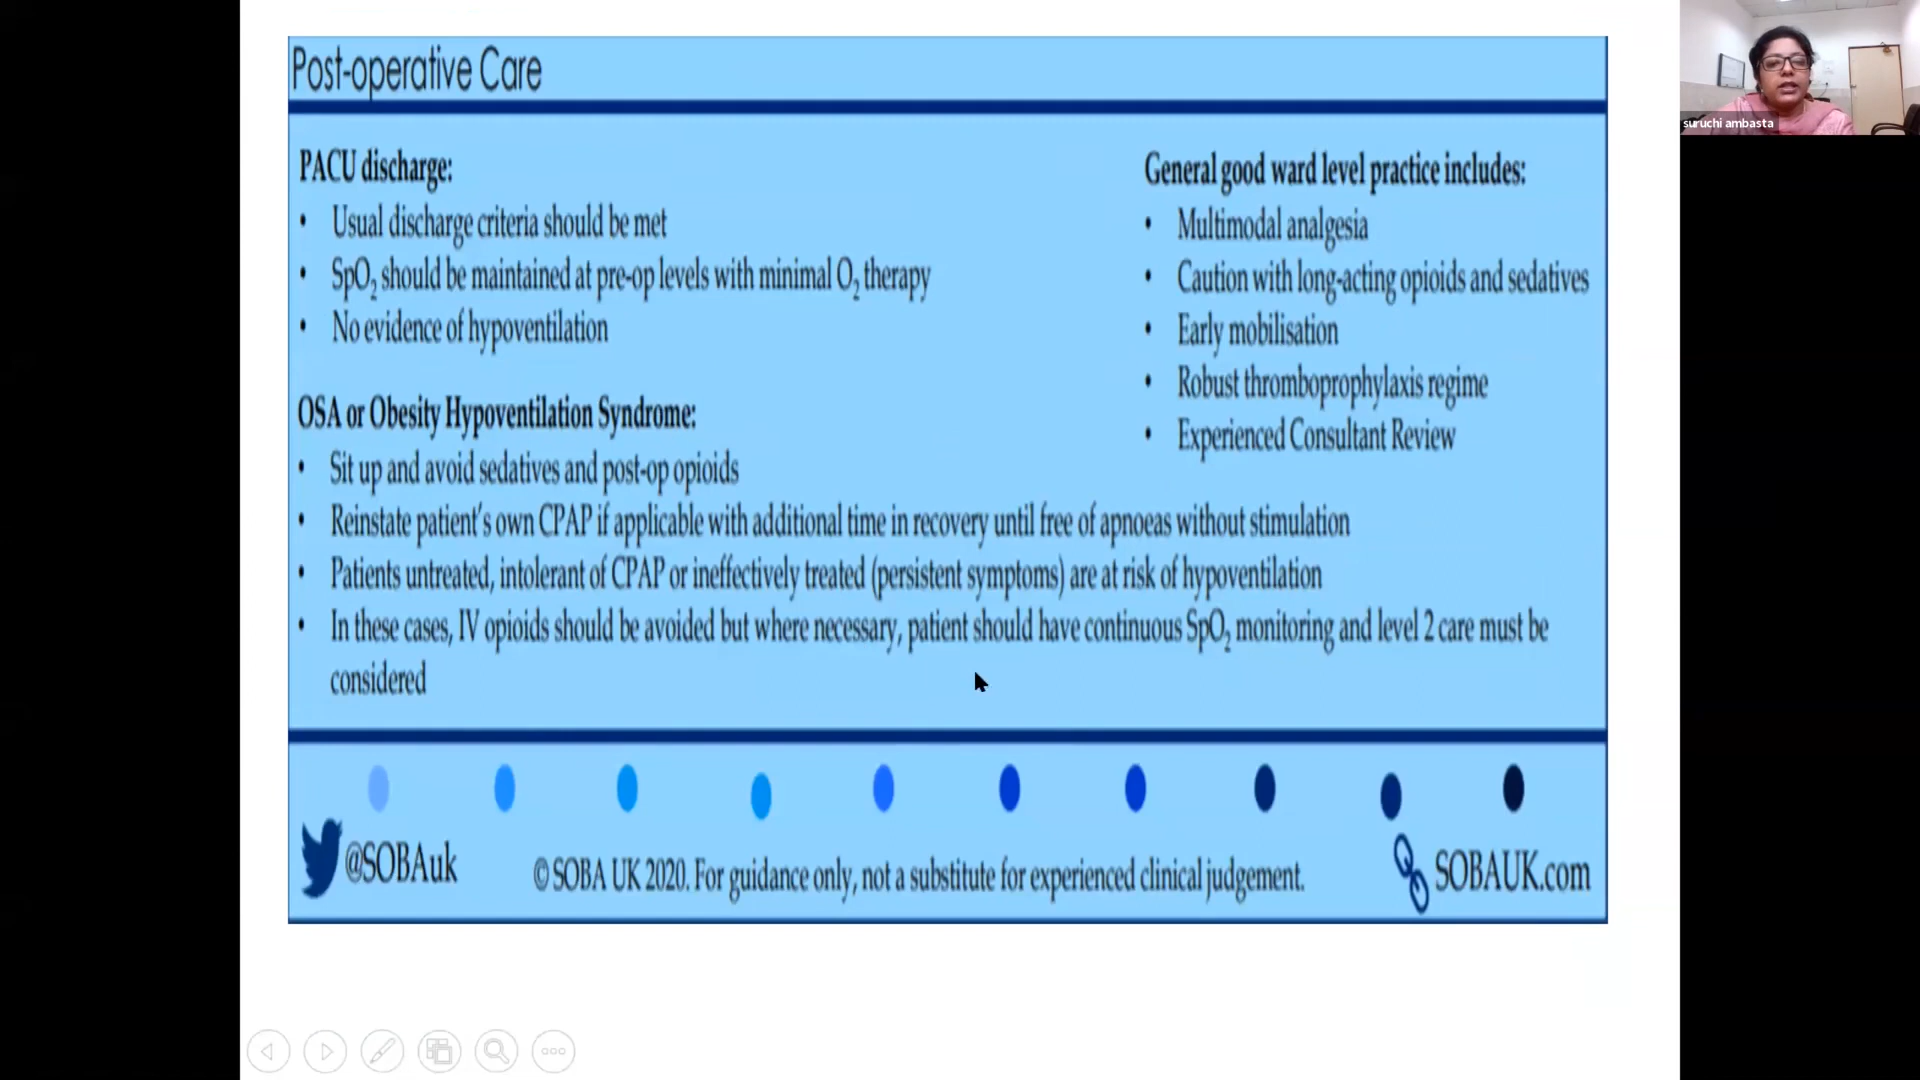 Post-operative Care
PACU discharge:
• Usual discharge criteria should be met
• SpO₂ should be maintained at pre-op levels with minimal O₂ therapy
• No evidence of hypoventilation
OSA or Obesity Hypoventilation Syndrome:
• Sit up and avoid sedatives and post-op opioids
• Reinstate patient's own CPAP if applicable with additional time in recovery until free of apnoeas without stimulation
• Patients untreated, intolerant of CPAP or ineffectively treated (persistent symptoms) are at risk of hypoventilation
• In these cases, IV opioids should be avoided but where necessary, patient should have continuous SpO₂ monitoring and level 2 care must be
considered
General good ward level practice includes:
• Multimodal analgesia
• Caution with long-acting opioids and sedatives
• Early mobilisation
• Robust thromboprophylaxis regime
• Experienced Consultant Review
@SOBAuk
© SOBA UK 2020. For guidance only, not a substitute for experienced clinical judgement.
SOBAUK.com
suruchi ambasta